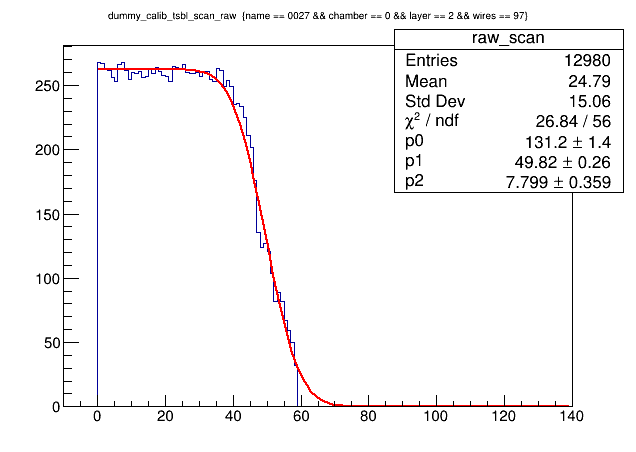 dummy_calib_tsbl_scan_raw {name == 0027 && chamber == 0 && layer == 2 && wires == 97}
raw_scan
Entries 12980
Mean 24.79
Std Dev 15.06
χ² / ndf 26.84 / 56
p0 131.2 ± 1.4
p1 49.82 ± 0.26
p2 7.799 ± 0.359
250
200
150
100
50
0
0 20 40 60 80 100 120 140